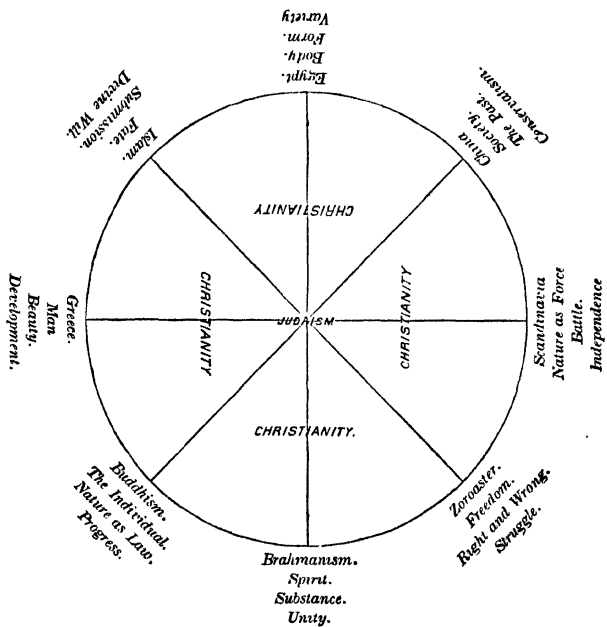 Egypt.
Body.
Form.
Variety
China
Society.
The Past.
Conservatism.
Islam.
Fate.
Submission.
Divine Will.
CHRISTIANITY
CHRISTIANITY
JUDAISM
CHRISTIANITY
CHRISTIANITY.
Greece.
Man
Beauty.
Development.
Scandinavia
Nature as Force
Battle.
Independence
Buddhism.
The Individual.
Nature as Law.
Progress.
Zoroaster.
Freedom.
Right and Wrong.
Struggle.
Brahmanism.
Spirit.
Substance.
Unity.